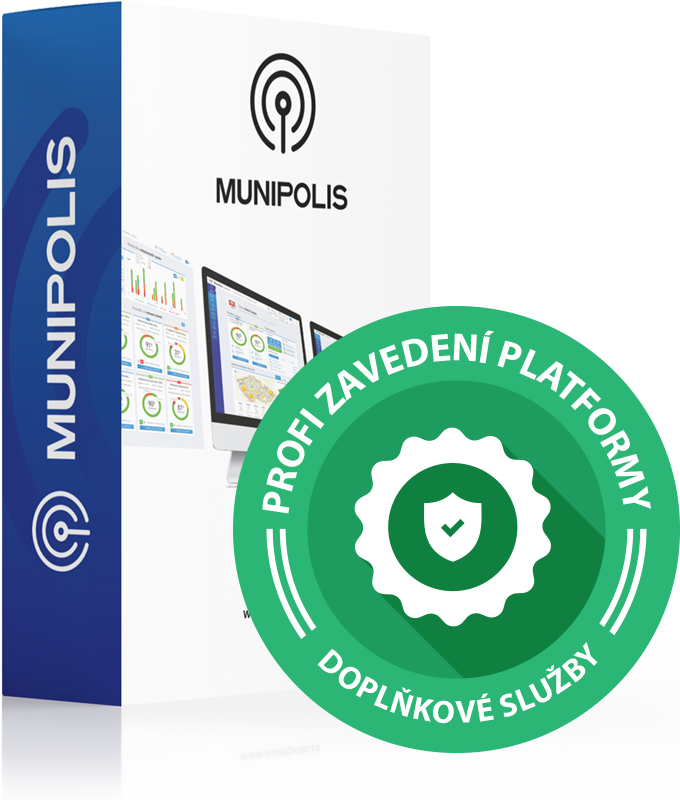 MUNIPOLIS
MUNIPOLIS
PROFI ZAVEDENÍ PLATFORMY
DOPLŇKOVÉ SLUŽBY